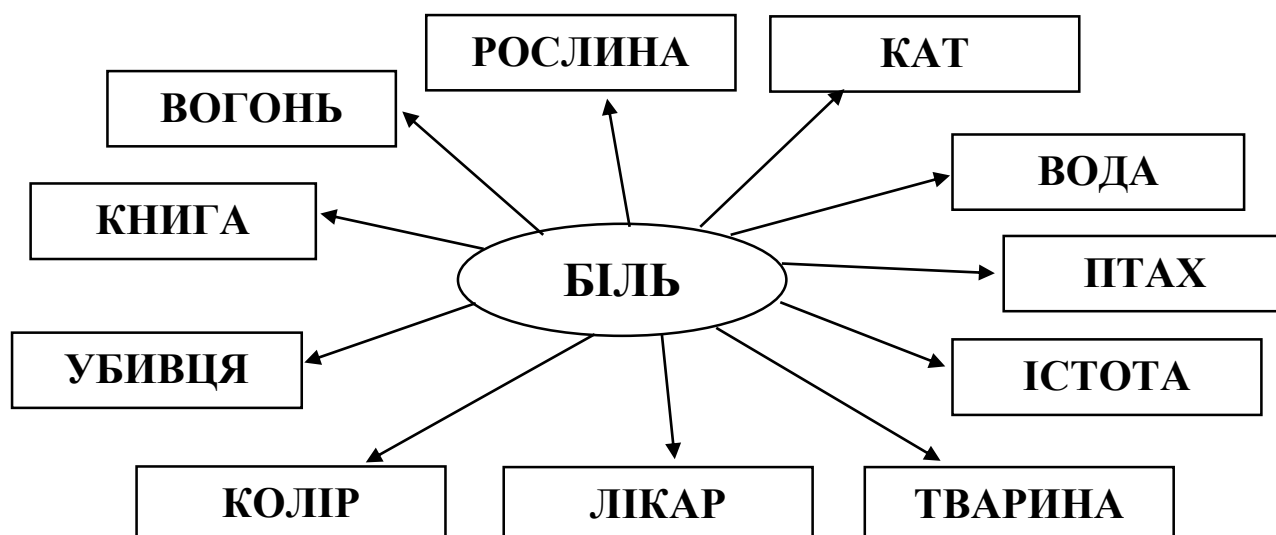 РОСЛИНА
КАТ
ВОГОНЬ
ВОДА
КНИГА
ПТАХ
БІЛЬ
УБИВЦЯ
ІСТОТА
КОЛІР
ЛІКАР
ТВАРИНА